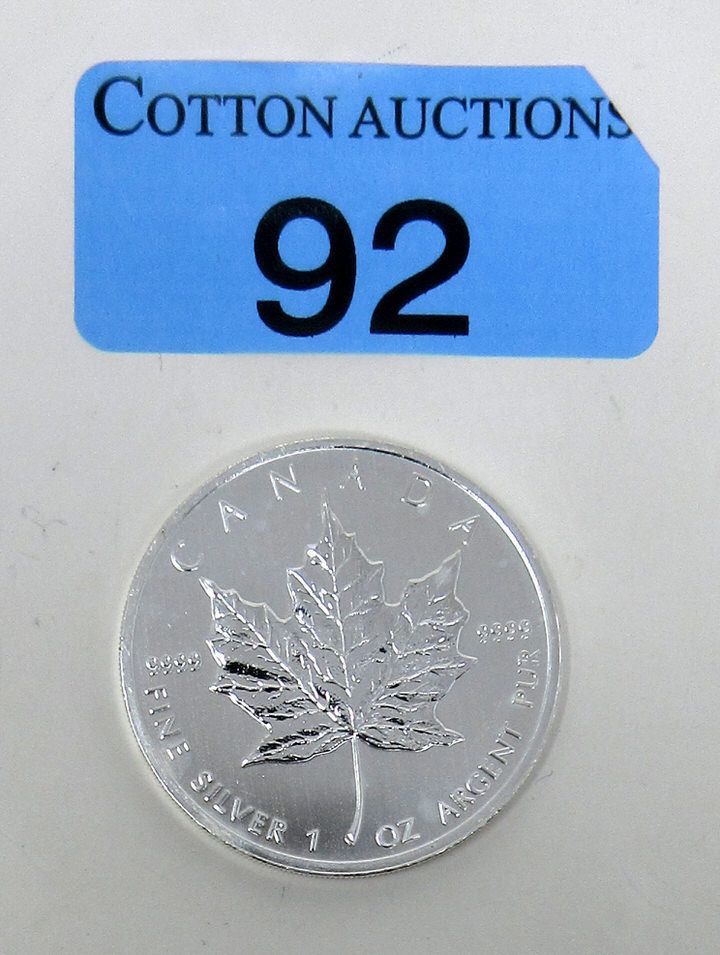 COTTON AUCTIONS
92
CANADA
9999
9999
FINE SILVER 1 OZ ARGENT PUR